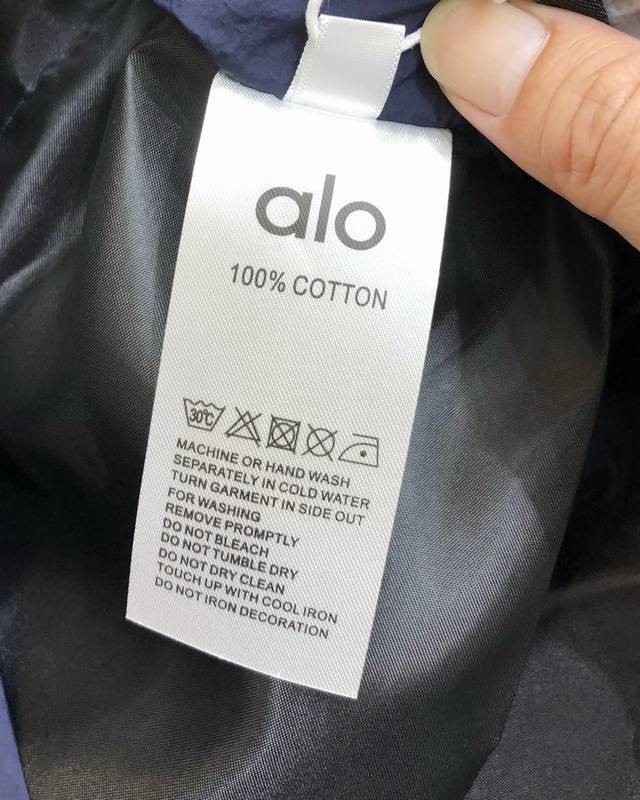 alo
100% COTTON
30℃
MACHINE OR HAND WASH
SEPARATELY IN COLD WATER
TURN GARMENT IN SIDE OUT
FOR WASHING
REMOVE PROMPTLY
DO NOT BLEACH
DO NOT TUMBLE DRY
DO NOT DRY CLEAN
TOUCH UP WITH COOL IRON
DO NOT IRON DECORATION